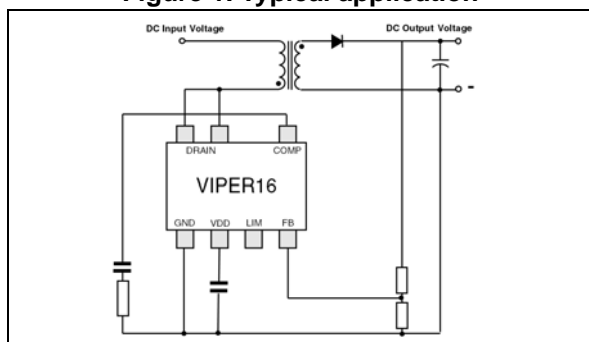 Figure 1. Typical application
DC Input Voltage
DC Output Voltage
-
DRAIN
COMP
VIPER16
GND
VDD
LIM
FB